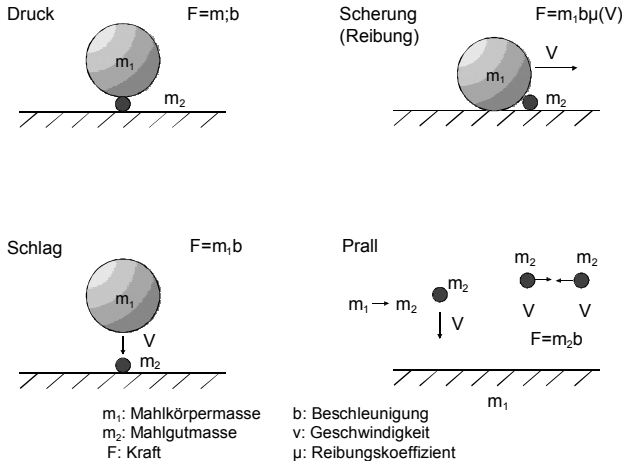 Druck F=m;b
m₁
m₂
Scherung F=m₁bµ(V)
(Reibung)
V
m₁
m₂
Schlag F=m₁b
m₁
V
m₂
Prall
m₂ m₂
m₂
m₁ → m₂
V
V V
F=m₂b
m₁
m₁: Mahlkörpermasse b: Beschleunigung
m₂: Mahlgutmasse v: Geschwindigkeit
F: Kraft µ: Reibungskoeffizient